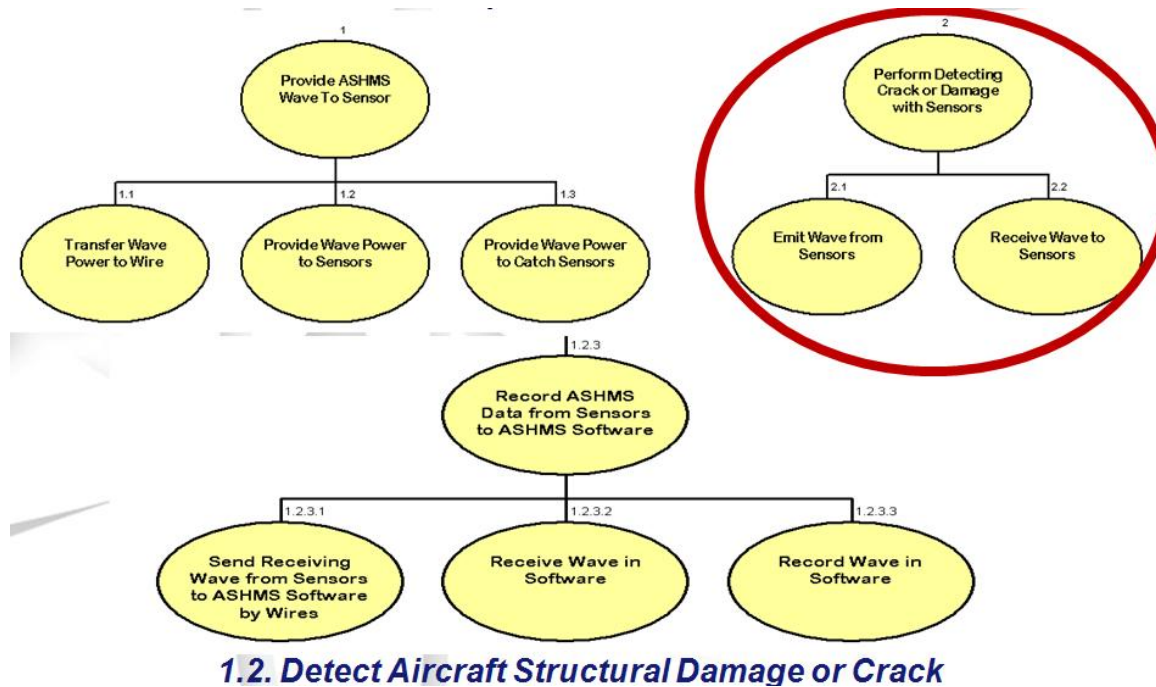 1
Provide ASHMS
Wave To Sensor
1.1
Transfer Wave
Power to Wire
1.2
Provide Wave Power
to Sensors
1.3
Provide Wave Power
to Catch Sensors
2
Perform Detecting
Crack or Damage
with Sensors
2.1
Emit Wave from
Sensors
2.2
Receive Wave to
Sensors
1.2.3
Record ASHMS
Data from Sensors
to ASHMS Software
1.2.3.1
Send Receiving
Wave from Sensors
to ASHMS Software
by Wires
1.2.3.2
Receive Wave in
Software
1.2.3.3
Record Wave in
Software
1.2. Detect Aircraft Structural Damage or Crack